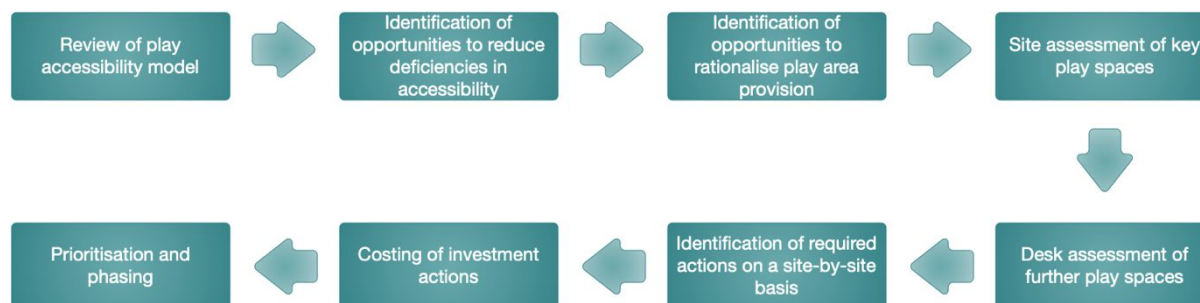 Review of play
accessibility model
Identification of
opportunities to reduce
deficiencies in
accessibility
Identification of
opportunities to
rationalise play area
provision
Site assessment of key
play spaces
Desk assessment of
further play spaces
Identification of required
actions on a site-by-site
basis
Costing of investment
actions
Prioritisation and
phasing